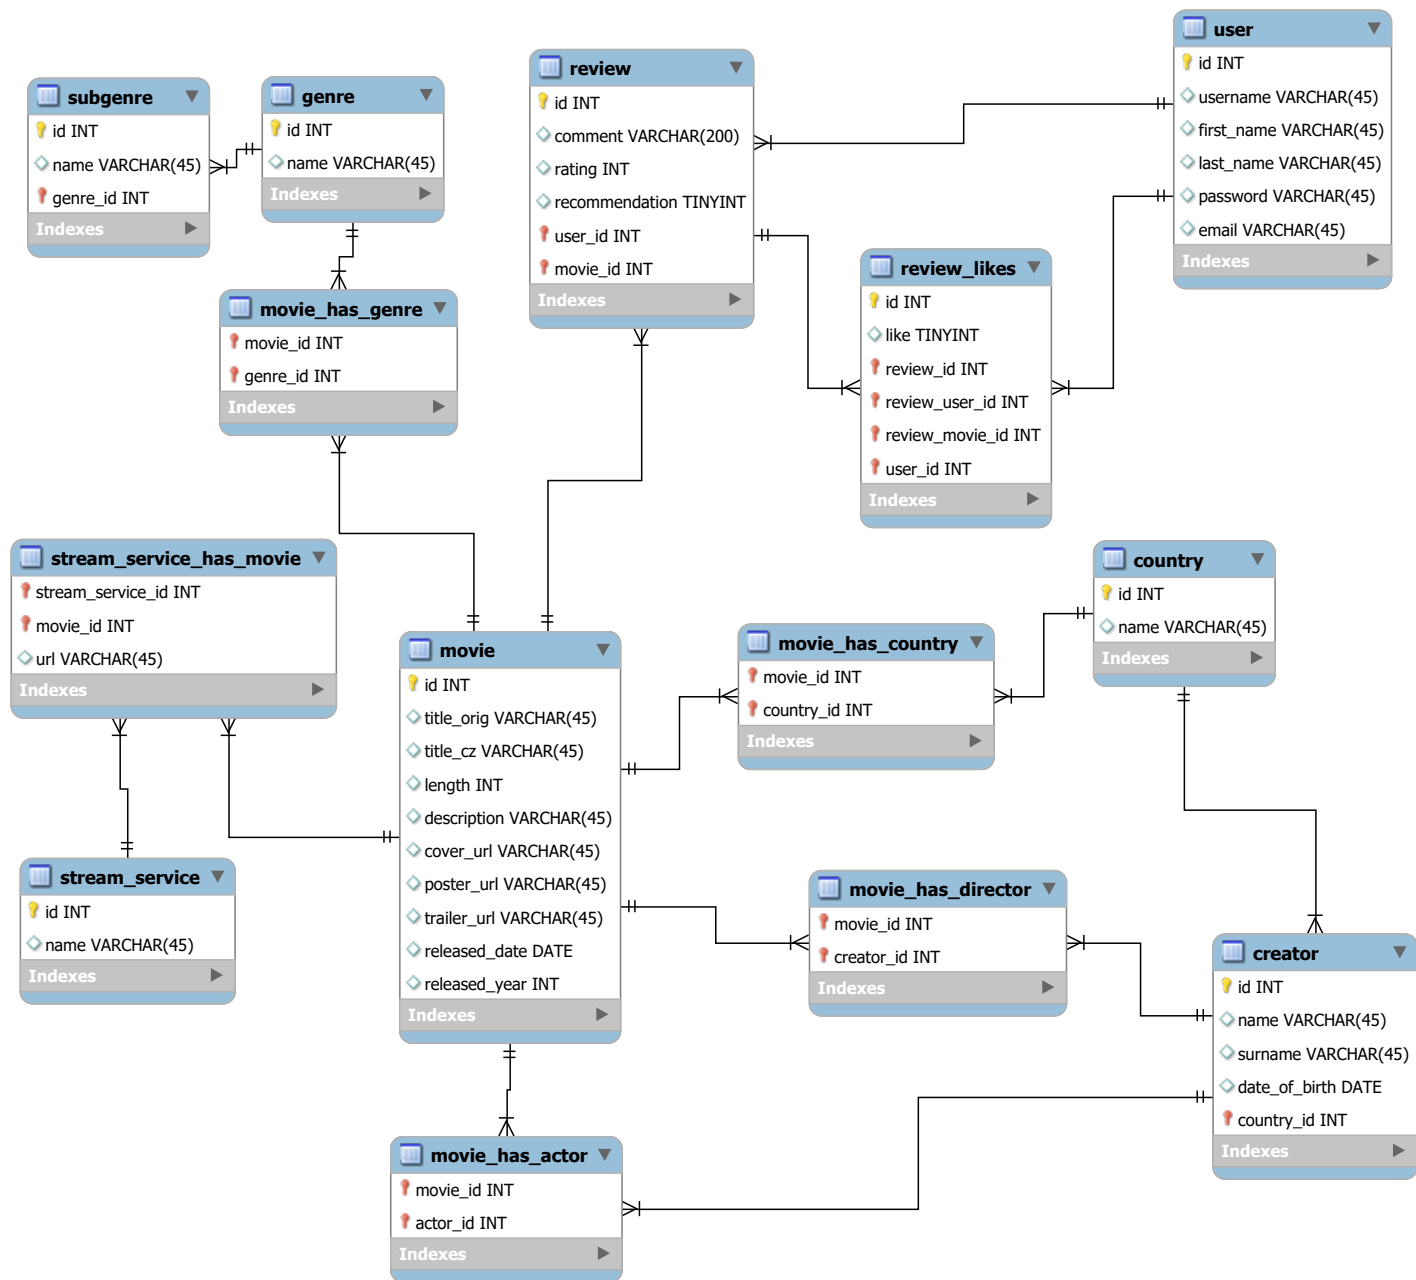 subgenre
id INT
name VARCHAR(45)
genre_id INT
Indexes
genre
id INT
name VARCHAR(45)
Indexes
review
id INT
comment VARCHAR(200)
rating INT
recommendation TINYINT
user_id INT
movie_id INT
Indexes
user
id INT
username VARCHAR(45)
first_name VARCHAR(45)
last_name VARCHAR(45)
password VARCHAR(45)
email VARCHAR(45)
Indexes
movie_has_genre
movie_id INT
genre_id INT
Indexes
review_likes
id INT
like TINYINT
review_id INT
review_user_id INT
review_movie_id INT
user_id INT
Indexes
stream_service_has_movie
stream_service_id INT
movie_id INT
url VARCHAR(45)
Indexes
country
id INT
name VARCHAR(45)
Indexes
movie
id INT
title_orig VARCHAR(45)
title_cz VARCHAR(45)
length INT
description VARCHAR(45)
cover_url VARCHAR(45)
poster_url VARCHAR(45)
trailer_url VARCHAR(45)
released_date DATE
released_year INT
Indexes
movie_has_country
movie_id INT
country_id INT
Indexes
stream_service
id INT
name VARCHAR(45)
Indexes
movie_has_director
movie_id INT
creator_id INT
Indexes
creator
id INT
name VARCHAR(45)
surname VARCHAR(45)
date_of_birth DATE
country_id INT
Indexes
movie_has_actor
movie_id INT
actor_id INT
Indexes